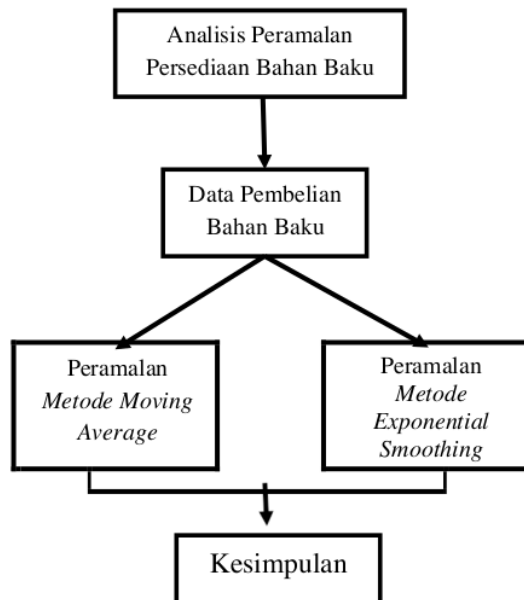 Analisis Peramalan
Persediaan Bahan Baku
Data Pembelian
Bahan Baku
Peramalan
Metode Moving
Average
Peramalan
Metode
Exponential
Smoothing
Kesimpulan